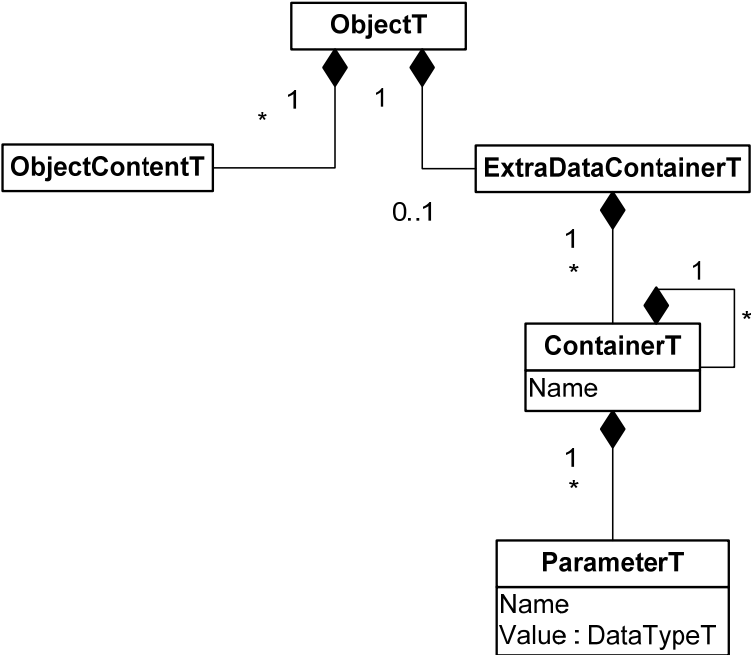 ObjectT
1
1
*
ObjectContentT
ExtraDataContainerT
0..1
1
*
1
*
ContainerT
Name
1
*
ParameterT
Name
Value : DataTypeT